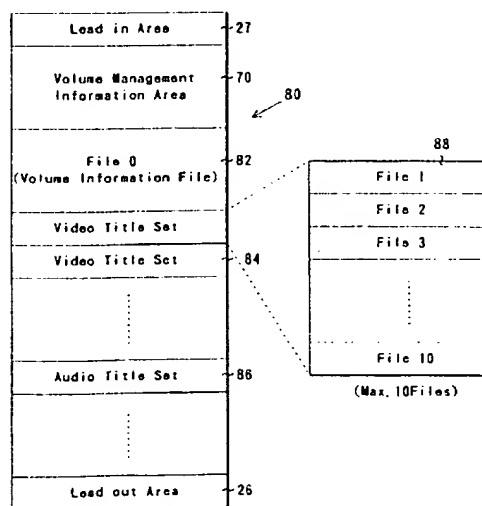 Lead in Area
27
Volume Management
Information Area
70
80
File 0
(Volume Information File)
82
88
File 1
File 2
File 3
File 10
(Max. 10Files)
Video Title Set
Video Title Set
84
Audio Title Set
86
Lead out Area
26